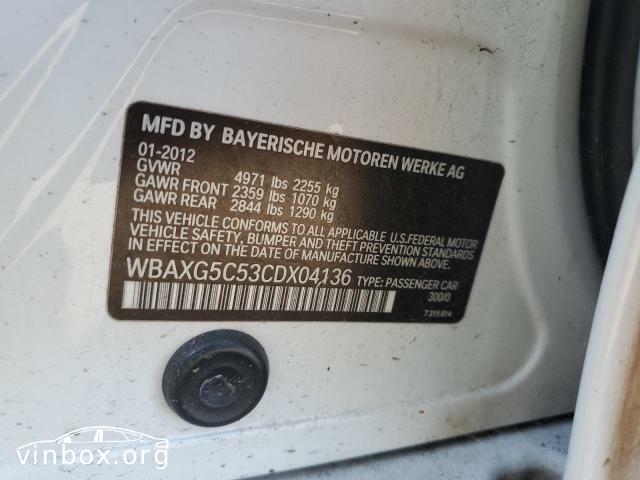 MFD BY BAYERISCHE MOTOREN WERKE AG
01-2012
GVWR 4971 lbs 2255 kg
GAWR FRONT 2359 lbs 1070 kg
GAWR REAR 2844 lbs 1290 kg
THIS VEHICLE CONFORMS TO ALL APPLICABLE U.S.FEDERAL MOTOR
VEHICLE SAFETY, BUMPER AND THEFT PREVENTION STANDARDS
IN EFFECT ON THE DATE OF MANUFACTURE SHOWN ABOVE.
WBAXG5C53CDX04136 TYPE: PASSENGER CAR
300/0
7 315 814
vinbox.org